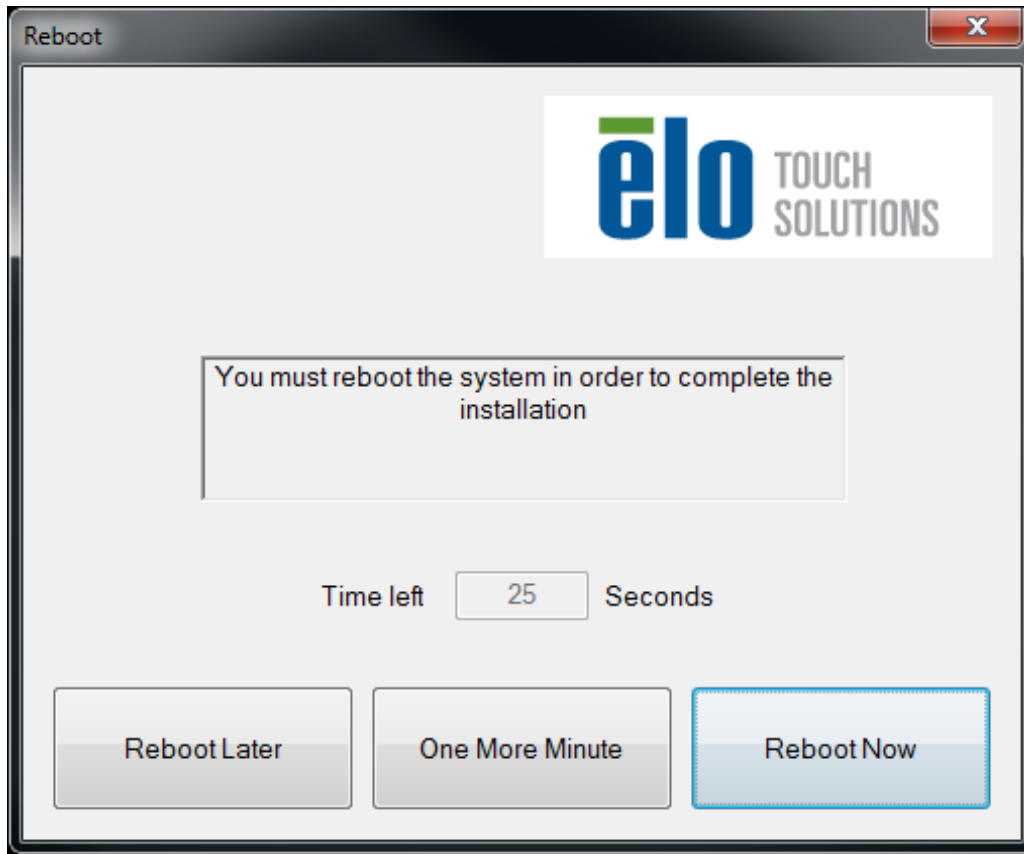 Reboot
ēlo TOUCH
SOLUTIONS
You must reboot the system in order to complete the
installation
Time left 25 Seconds
Reboot Later One More Minute Reboot Now